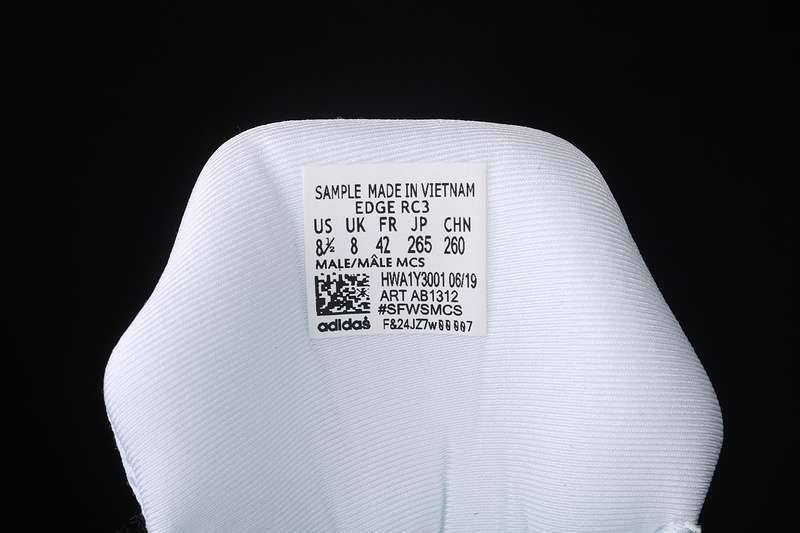 SAMPLE MADE IN VIETNAM
EDGE RC3
US UK FR JP CHN
8½ 8 42 265 260
MALE/MÂLE MCS
HWA1Y3001 06/19
ART AB1312
#SFWSMCS
adidas F&24JZ7w00007